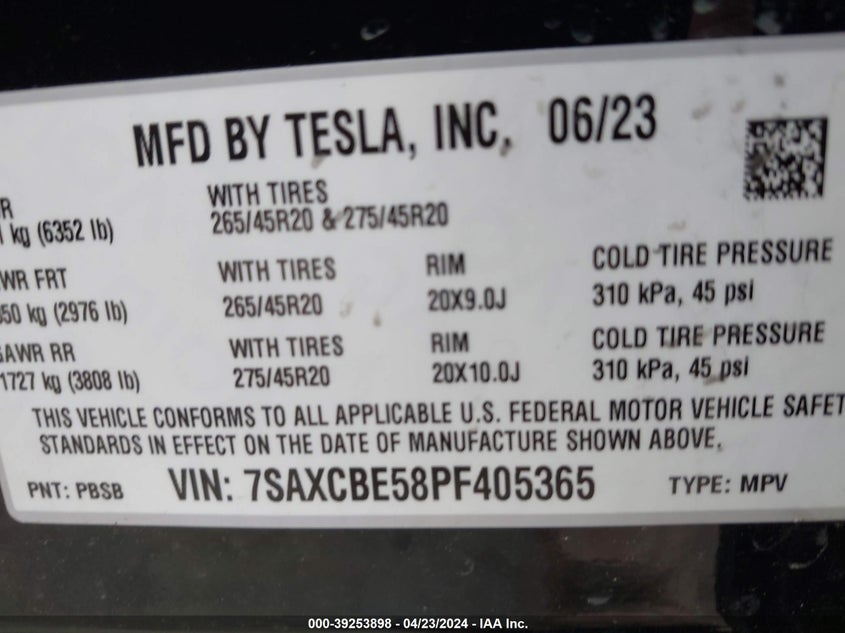 MFD BY TESLA, INC. 06/23
R WITH TIRES
kg (6352 lb) 265/45R20 & 275/45R20
WR FRT WITH TIRES RIM COLD TIRE PRESSURE
50 kg (2976 lb) 265/45R20 20X9.0J 310 kPa, 45 psi
GAWR RR WITH TIRES RIM COLD TIRE PRESSURE
1727 kg (3808 lb) 275/45R20 20X10.0J 310 kPa, 45 psi
THIS VEHICLE CONFORMS TO ALL APPLICABLE U.S. FEDERAL MOTOR VEHICLE SAFET
STANDARDS IN EFFECT ON THE DATE OF MANUFACTURE SHOWN ABOVE.
PNT: PBSB VIN: 7SAXCBE58PF405365 TYPE: MPV
000-39253898 - 04/23/2024 - IAA Inc.